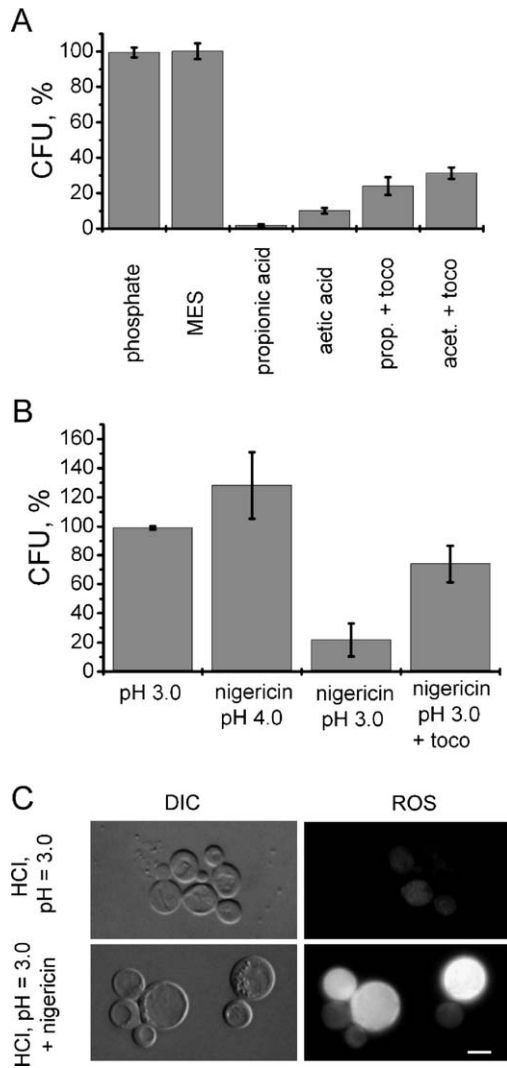 A
CFU, %
100
80
60
40
20
0
phosphate
MES
propionic acid
aetic acid
prop. + toco
acet. + toco
B
CFU, %
160
140
120
100
80
60
40
20
0
pH 3.0
nigericin
pH 4.0
nigericin
pH 3.0
nigericin
pH 3.0
+ toco
C
DIC
ROS
HCl,
pH = 3.0
HCl, pH = 3.0
+ nigericin